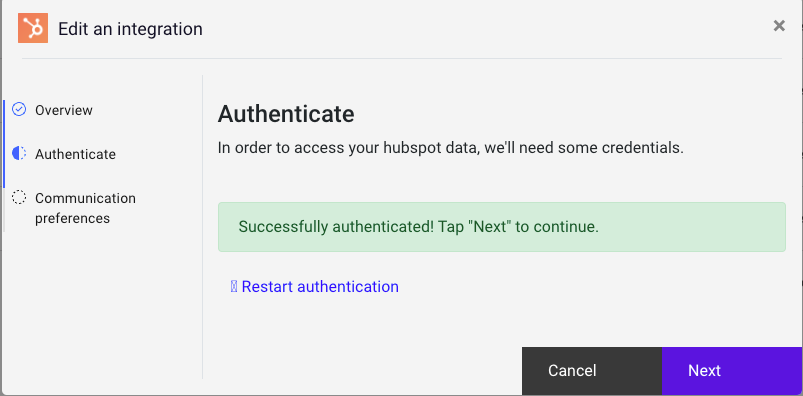 Edit an integration
×
Overview
Authenticate
Communication
preferences
Authenticate
In order to access your hubspot data, we'll need some credentials.
Successfully authenticated! Tap "Next" to continue.
Restart authentication
Cancel
Next